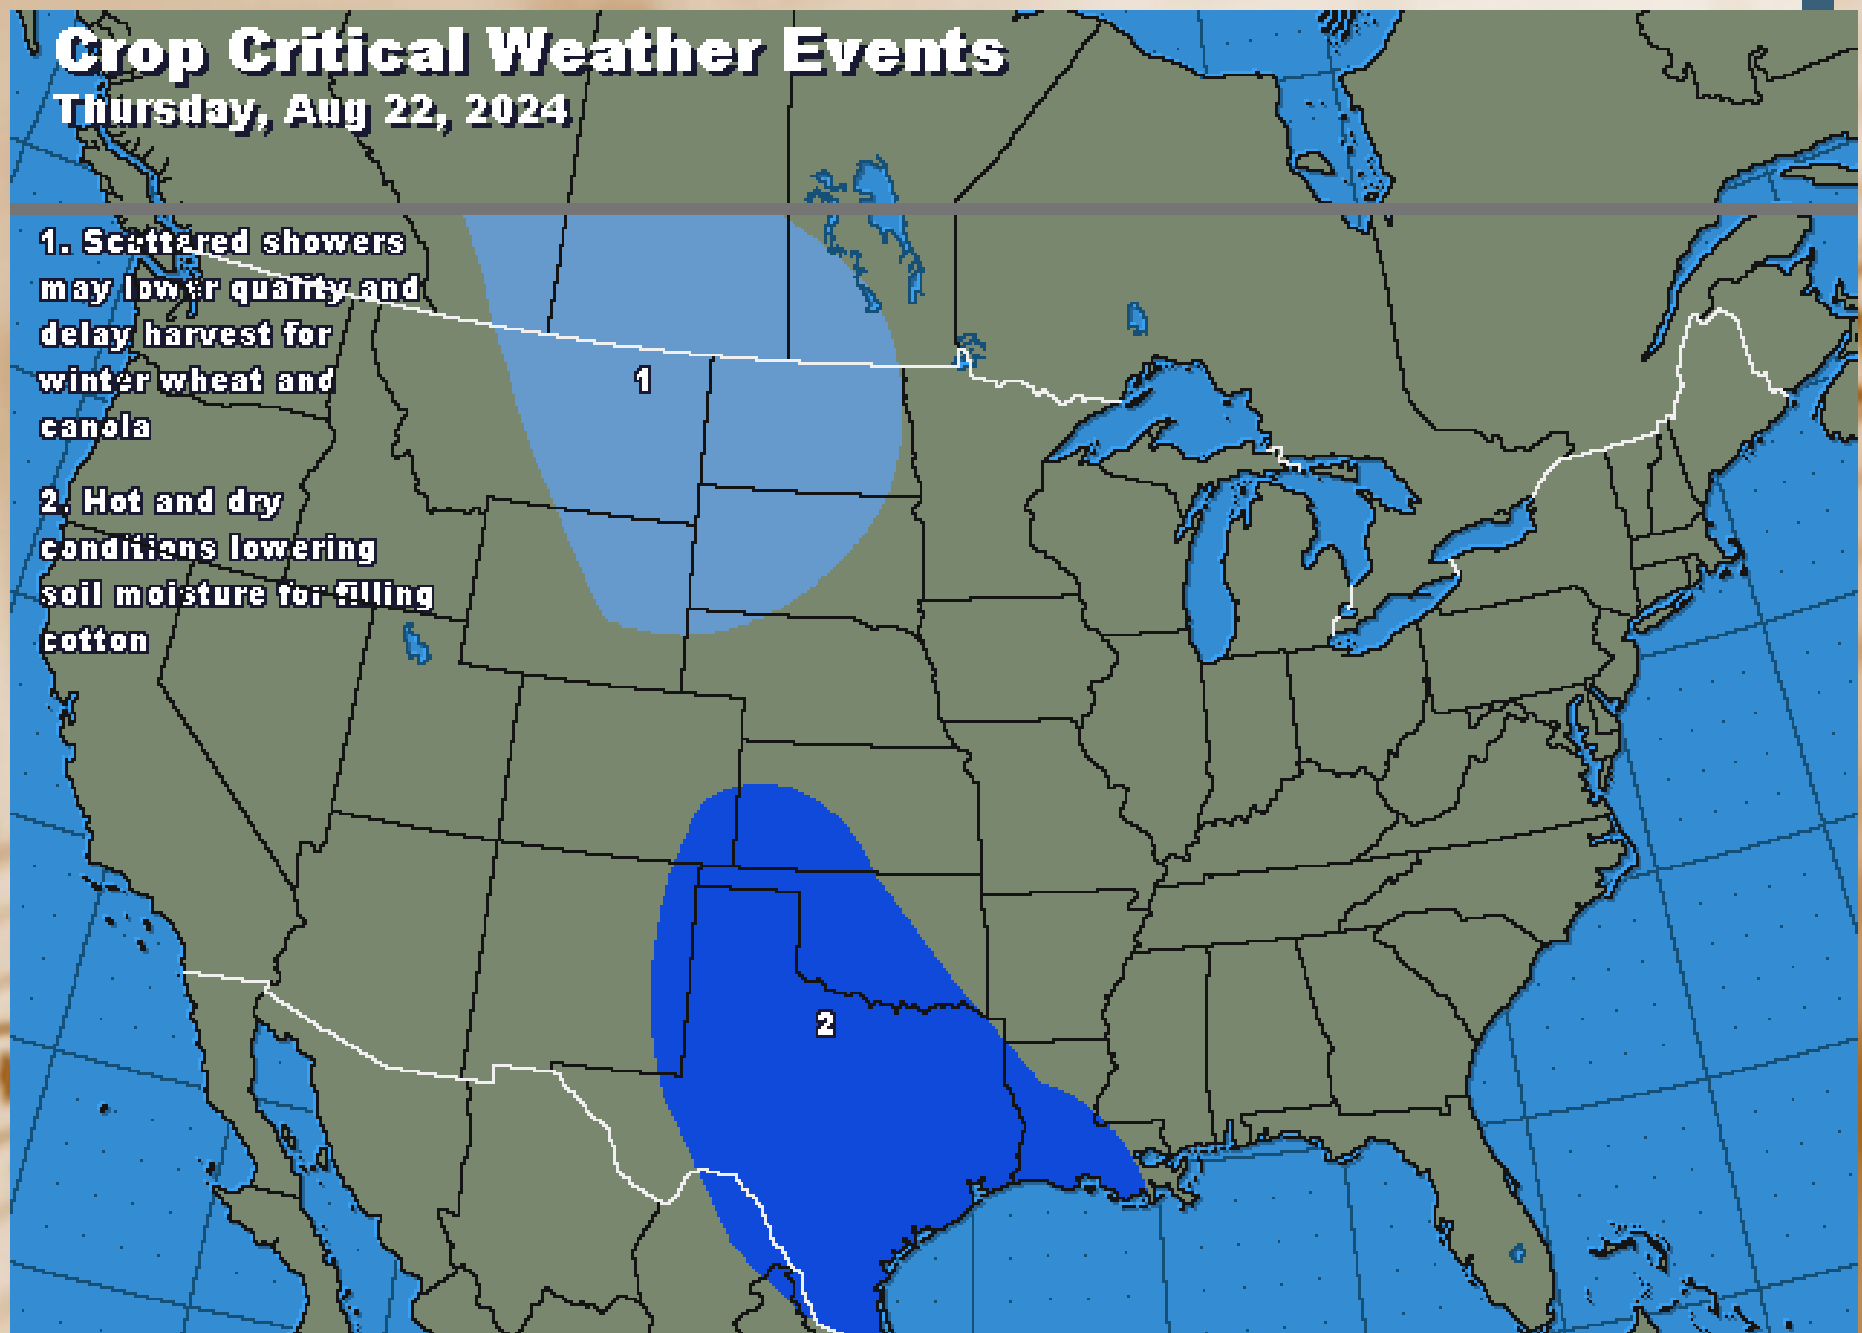 Crop Critical Weather Events
Thursday, Aug 22, 2024
1. Scattered showers
may lower quality and
delay harvest for
winter wheat and
canola
2. Hot and dry
conditions lowering
soil moisture for filling
cotton
1
2